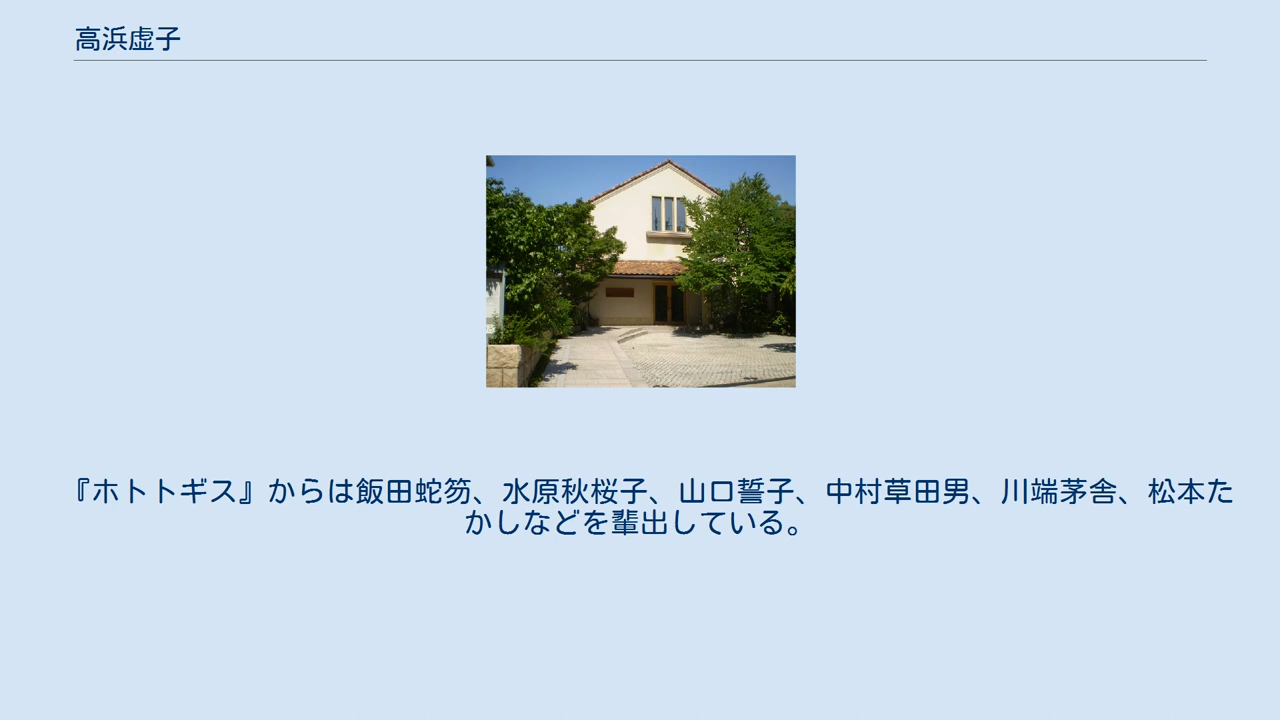 高浜虚子
『ホトトギス』からは飯田蛇笏、水原秋桜子、山口誓子、中村草田男、川端茅舎、松本た
かしなどを輩出している。